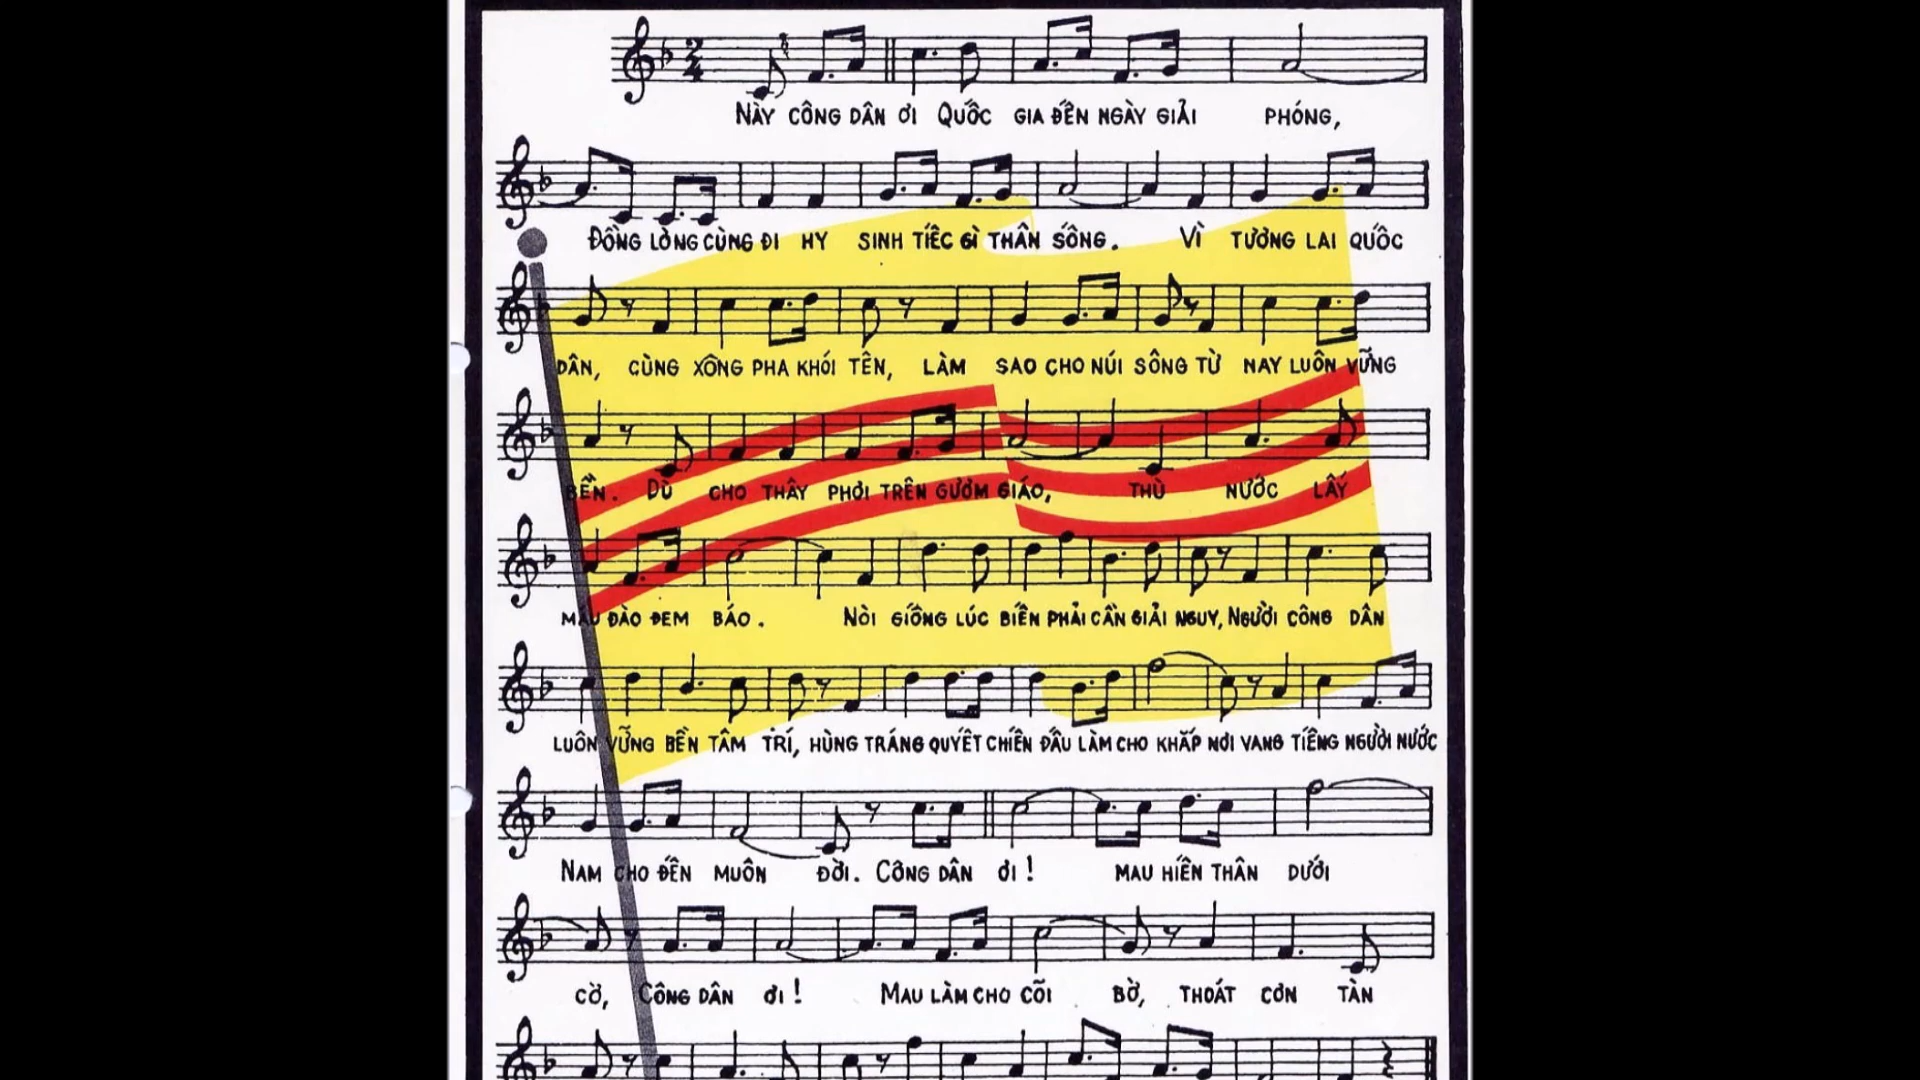 NÀY CÔNG DÂN ƠI QUỐC GIA ĐẾN NGÀY GIẢI PHÓNG,
ĐỒNG LÒNG CÙNG ĐI HY SINH TIẾC GÌ THÂN SỐNG. VÌ TƯƠNG LAI QUỐC
DÂN, CÙNG XÔNG PHA KHÓI TÊN, LÀM SAO CHO NÚI SÔNG TỪ NAY LUÔN VỮNG
BỀN. DÙ CHO THÂY PHƠI TRÊN GƯƠM GIÁO, THÙ NƯỚC LẤY
MÁU ĐÀO ĐEM BÁO. NÒI GIỐNG LÚC BIẾN PHẢI CẦN GIẢI NGUY, NGƯỜI CÔNG DÂN
LUÔN VỮNG BỀN TÂM TRÍ, HÙNG TRÁNG QUYẾT CHIẾN ĐẤU LÀM CHO KHẮP NƠI VANG TIẾNG NGƯỜI NƯỚC
NAM CHO ĐẾN MUÔN ĐỜI. CÔNG DÂN ƠI! MAU HIẾN THÂN DƯỚI
CỜ, CÔNG DÂN ƠI! MAU LÀM CHO CÕI BỜ, THOÁT CƠN TÀN